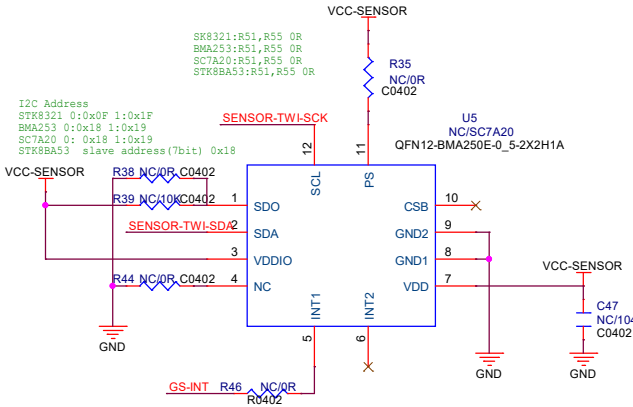 VCC-SENSOR
SK8321:R51,R55 0R
BMA253:R51,R55 0R
SC7A20:R51,R55 0R
STK8BA53:R51,R55 0R
R35
NC/0R
C0402
I2C Address
STK8321 0:0x0F 1:0x1F
BMA253 0:0x18 1:0x19
SC7A20 0: 0x18 1:0x19
STK8BA53 slave address(7bit) 0x18
SENSOR-TWI-SCK
U5
NC/SC7A20
QFN12-BMA250E-0_5-2X2H1A
12
11
VCC-SENSOR
SCL
PS
R38 NC/0R C0402
R39 NC/10K C0402
1
SDO
CSB
10
SENSOR-TWI-SDA
2
SDA
GND2
9
3
VDDIO
GND1
8
VCC-SENSOR
R44 NC/0R C0402
4
NC
VDD
7
INT1
INT2
C47
NC/104
C0402
5
6
GND
GND
GND
GS-INT
R46
NC/0R
R0402